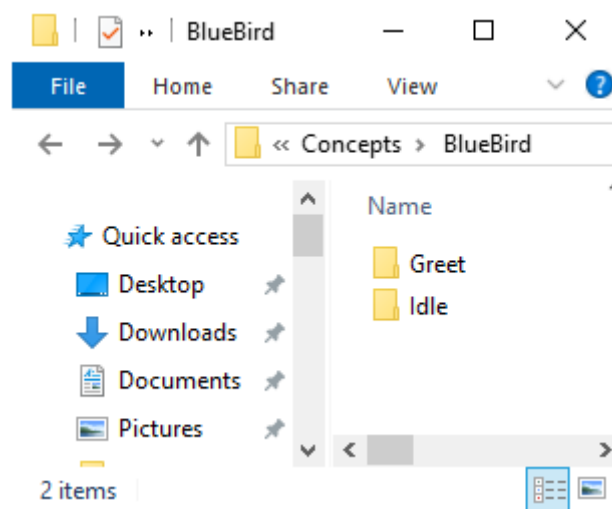 BlueBird
File Home Share View
« Concepts > BlueBird
Quick access
Desktop
Downloads
Documents
Pictures
Name
Greet
Idle
2 items